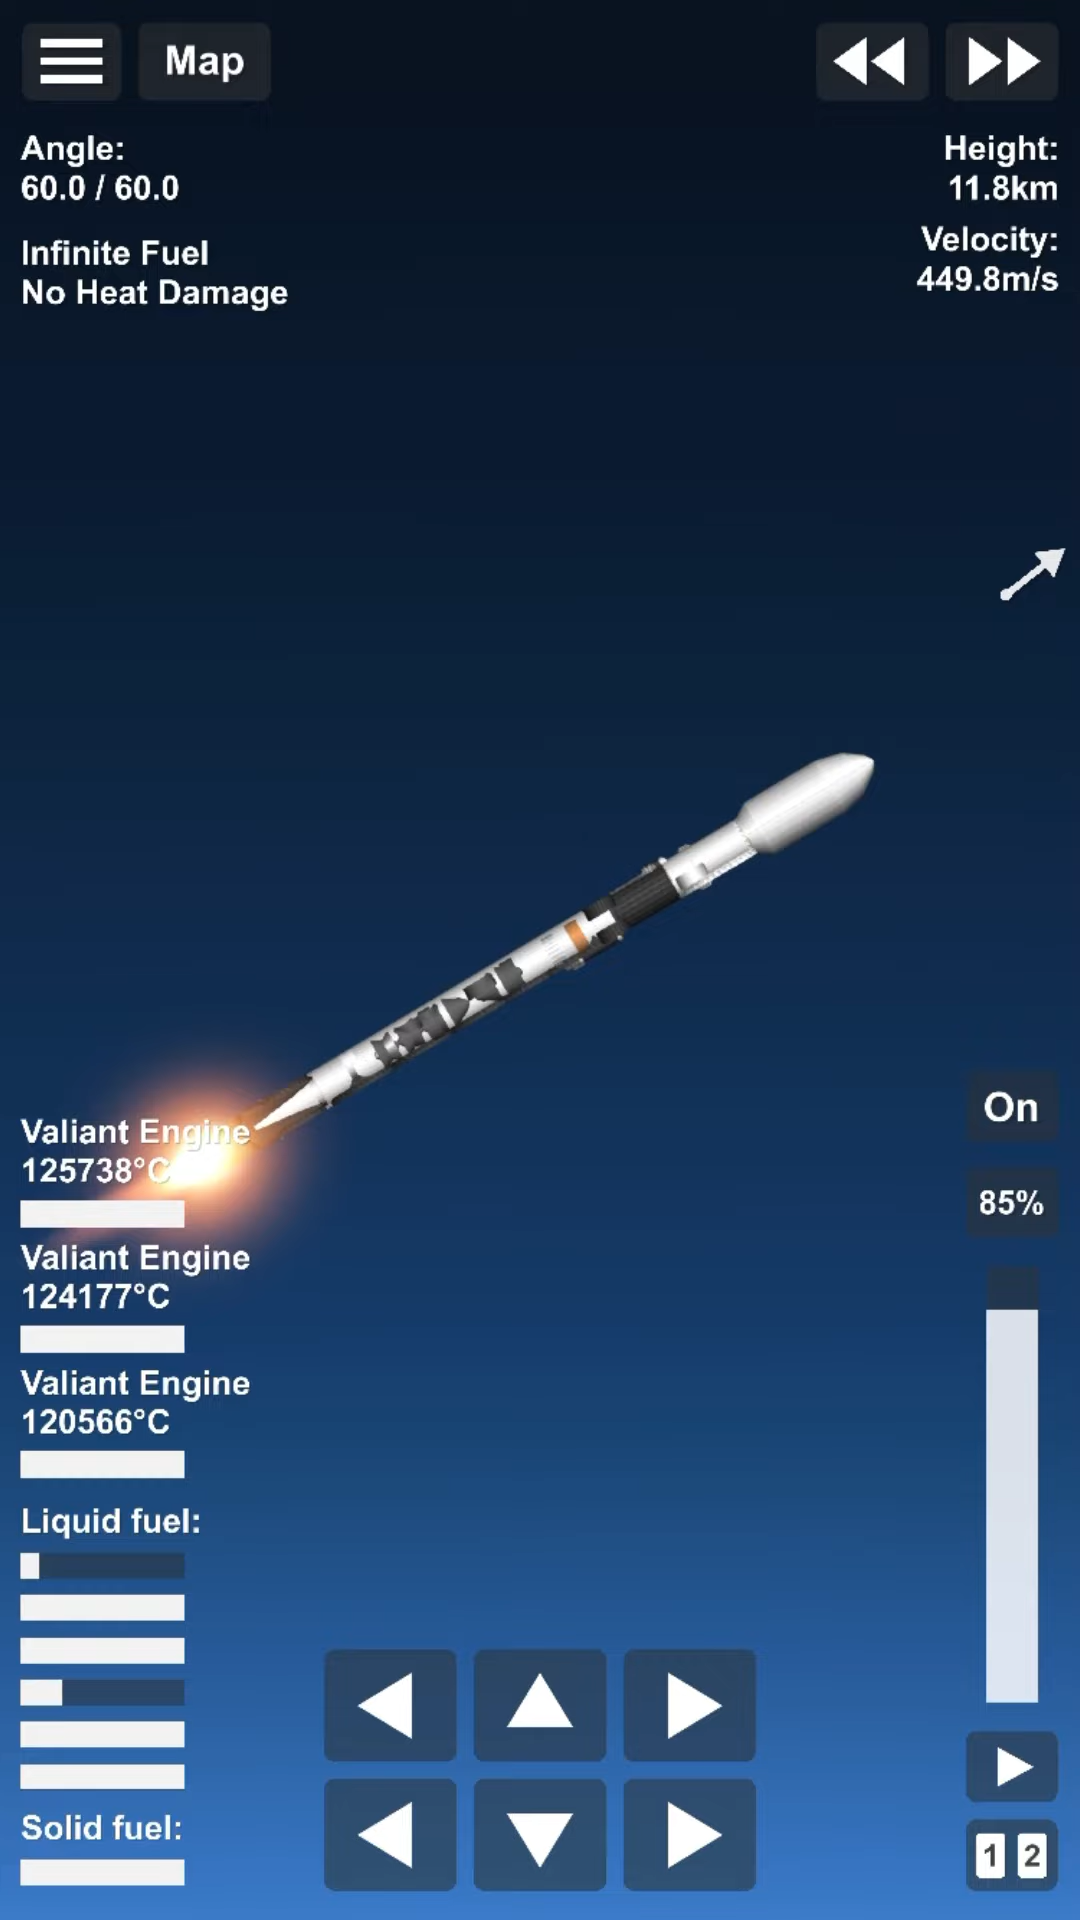 Map
Angle:
60.0 / 60.0
Infinite Fuel
No Heat Damage
Height:
11.8km
Velocity:
449.8m/s
Valiant Engine
125738°C
Valiant Engine
124177°C
Valiant Engine
120566°C
Liquid fuel:
Solid fuel:
On
85%
1 2